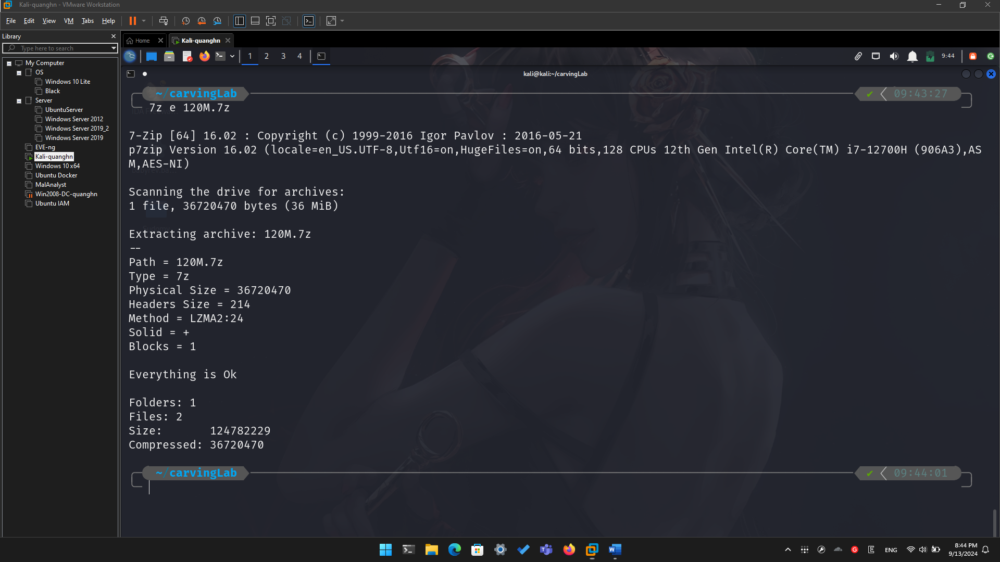 Kali-quanghn - VMware Workstation
File Edit View VM Tabs Help
Library
Type here to search
My Computer
OS
Windows 10 Lite
Black
Server
UbuntuServer
Windows Server 2012
Windows Server 2019_2
Windows Server 2019
EVE-ng
Kali-quanghn
Windows 10 x64
Ubuntu Docker
MalAnalyst
Win2008-DC-quanghn
Ubuntu IAM
Home Kali-quanghn
1 2 3 4 9:44
kali@kali:~/carvingLab
~/carvingLab 09:43:27
7z e 120M.7z
7-Zip [64] 16.02 : Copyright (c) 1999-2016 Igor Pavlov : 2016-05-21
p7zip Version 16.02 (locale=en_US.UTF-8,Utf16=on,HugeFiles=on,64 bits,128 CPUs 12th Gen Intel(R) Core(TM) i7-12700H (906A3),AS
M,AES-NI)
Scanning the drive for archives:
1 file, 36720470 bytes (36 MiB)
Extracting archive: 120M.7z
--
Path = 120M.7z
Type = 7z
Physical Size = 36720470
Headers Size = 214
Method = LZMA2:24
Solid = +
Blocks = 1
Everything is Ok
Folders: 1
Files: 2
Size: 124782229
Compressed: 36720470
~/carvingLab 09:44:01
ENG
8:44 PM
9/13/2024